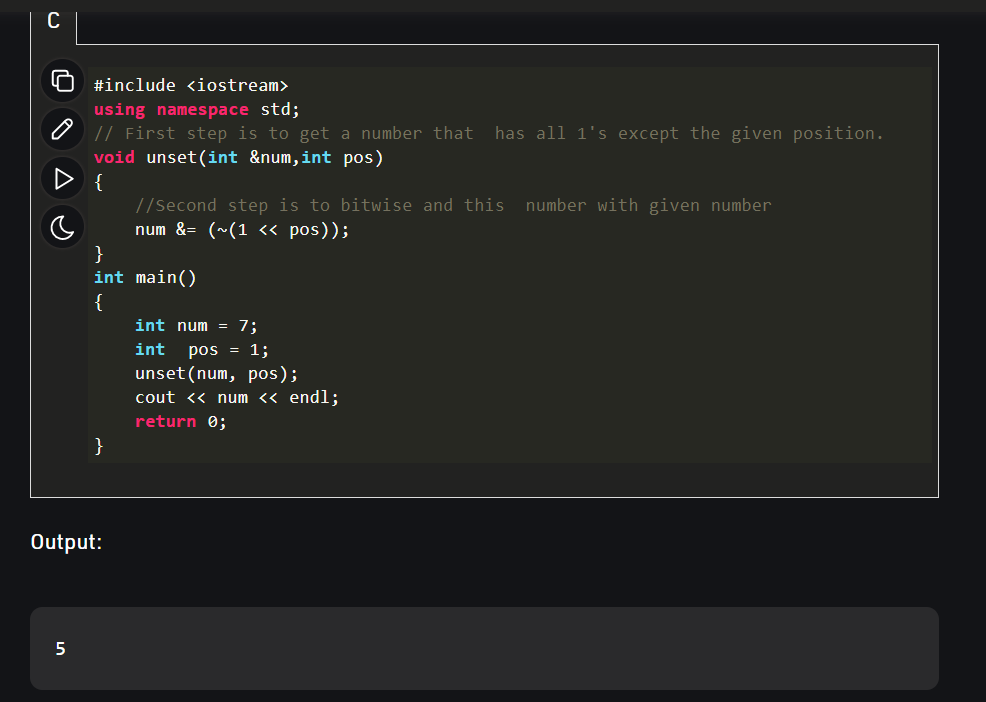 C
#include <iostream>
using namespace std;
// First step is to get a number that  has all 1's except the given position.
void unset(int &num,int pos)
{
    //Second step is to bitwise and this  number with given number
    num &= (~(1 << pos));
}
int main()
{
    int num = 7;
    int  pos = 1;
    unset(num, pos);
    cout << num << endl;
    return 0;
}
Output:
5